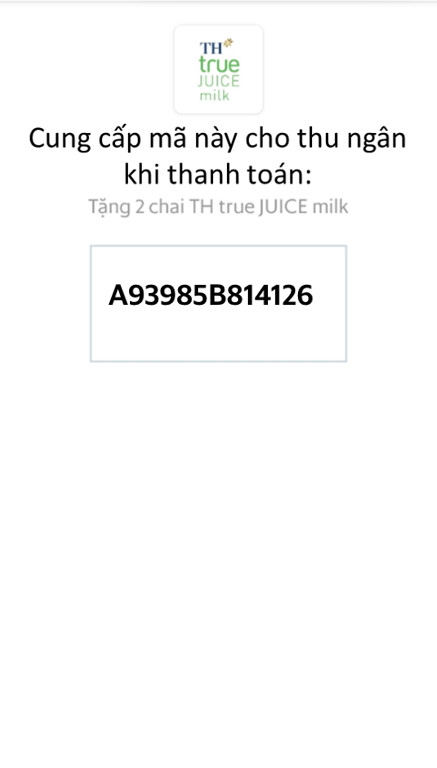 TH
true
JUICE
milk
Cung cấp mã này cho thu ngân
khi thanh toán:
Tặng 2 chai TH true JUICE milk
A93985B814126